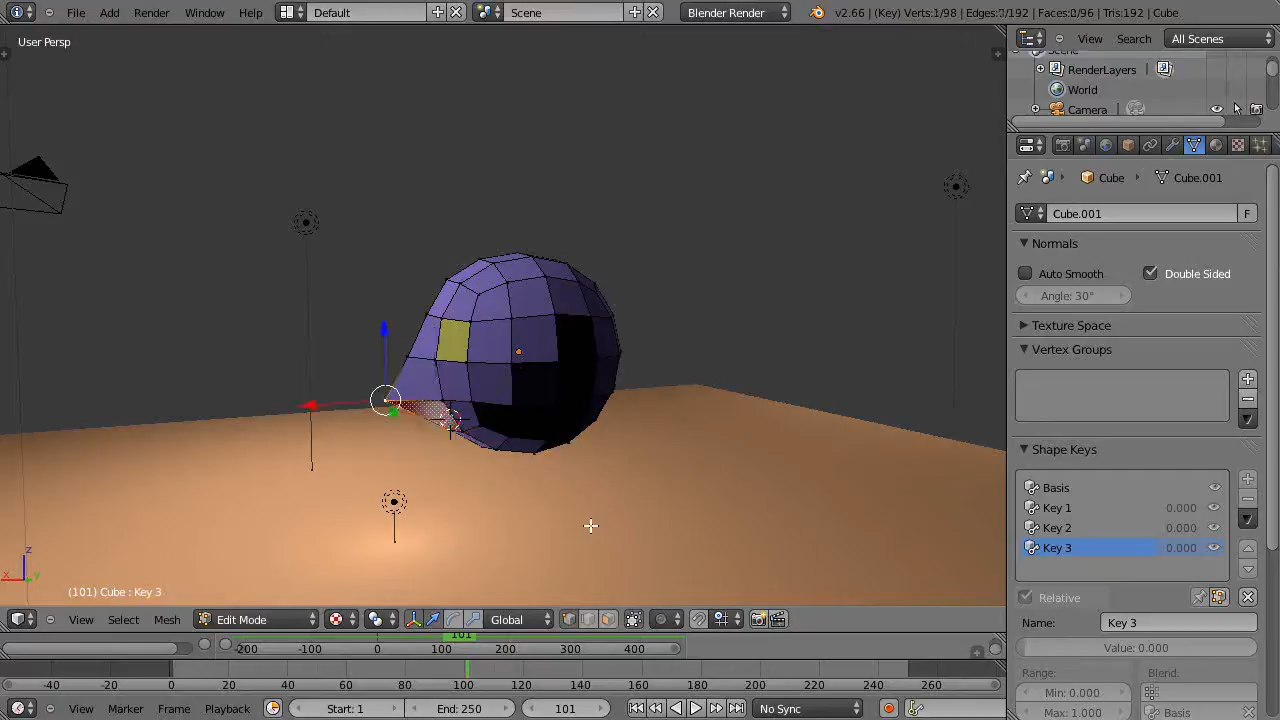 File Render Window Help Default Scene Blender Render v2.66 | (Key) Verts:1/98 | Edges:0/192 | Faces:0/96 | Tris:192 | Cube
User Persp
View Search All Scenes
Scene
RenderLayers |
World
Camera |
Cube Cube.001
Cube.001 F
Normals
Auto Smooth Double Sided
Angle: 30°
Texture Space
Vertex Groups
Shape Keys
Basis
Key 1 0.000
Key 2 0.000
Key 3 0.000
Relative
Name: Key 3
Value: 0.000
Range: Blend:
Min: 0.000
Max: 1.000 Basis
z
x y
(101) Cube : Key 3
View Select Mesh Edit Mode Global
101
-200 -100 0 100 200 300 400
-40 -20 0 20 40 60 80 100 120 140 160 180 200 220 240 260
View Marker Frame Playback Start: 1 End: 250 101 No Sync